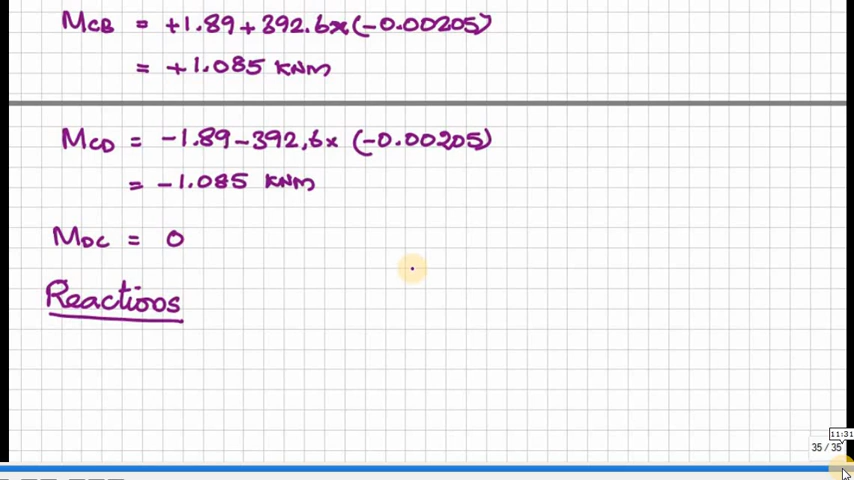 MCB = +1.89+392.6x(-0.00205)
= +1.085 KNM
MCD = -1.89-392,6x (-0.00205)
= -1.085 KNM
MDC = 0
Reactions
11:31
35 / 35